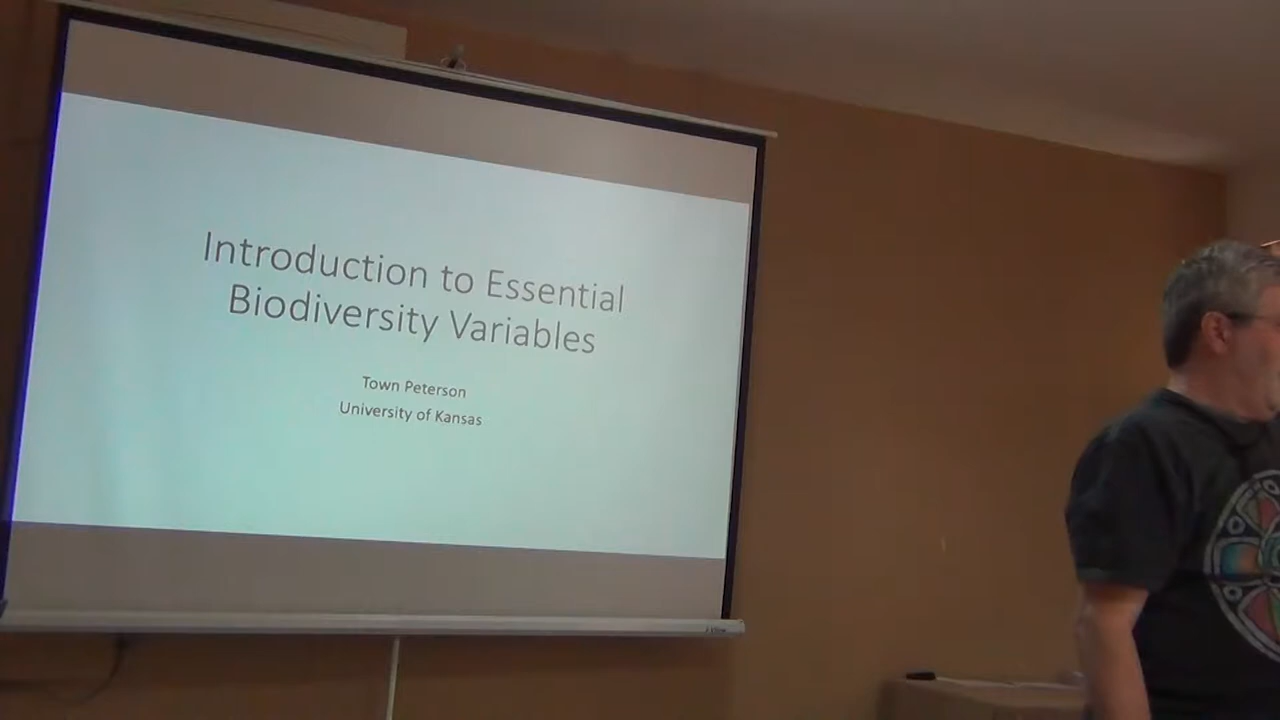 Introduction to Essential
Biodiversity Variables
Town Peterson
University of Kansas